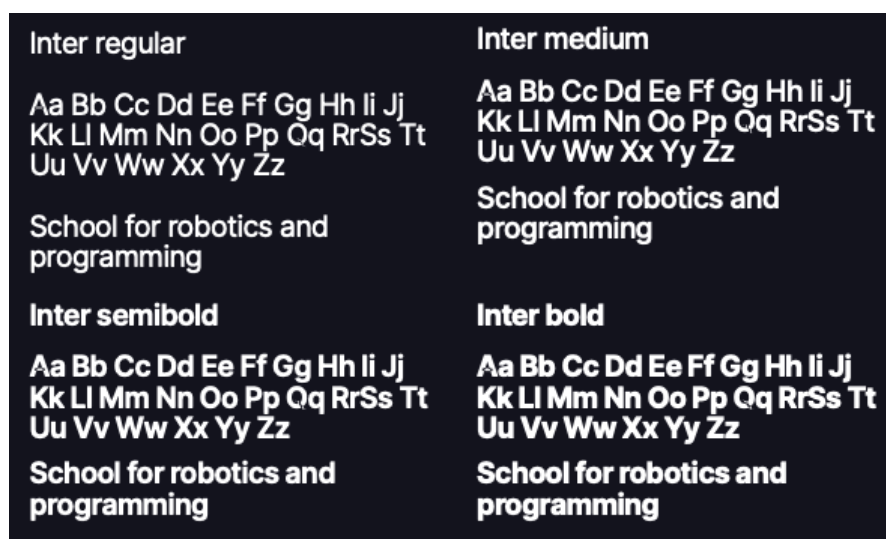 Inter regular
Aa Bb Cc Dd Ee Ff Gg Hh Ii Jj
Kk Ll Mm Nn Oo Pp Qq RrSs Tt
Uu Vv Ww Xx Yy Zz
School for robotics and
programming
Inter medium
Aa Bb Cc Dd Ee Ff Gg Hh Ii Jj
Kk Ll Mm Nn Oo Pp Qq RrSs Tt
Uu Vv Ww Xx Yy Zz
School for robotics and
programming
Inter semibold
Aa Bb Cc Dd Ee Ff Gg Hh Ii Jj
Kk Ll Mm Nn Oo Pp Qq RrSs Tt
Uu Vv Ww Xx Yy Zz
School for robotics and
programming
Inter bold
Aa Bb Cc Dd Ee Ff Gg Hh Ii Jj
Kk Ll Mm Nn Oo Pp Qq RrSs Tt
Uu Vv Ww Xx Yy Zz
School for robotics and
programming